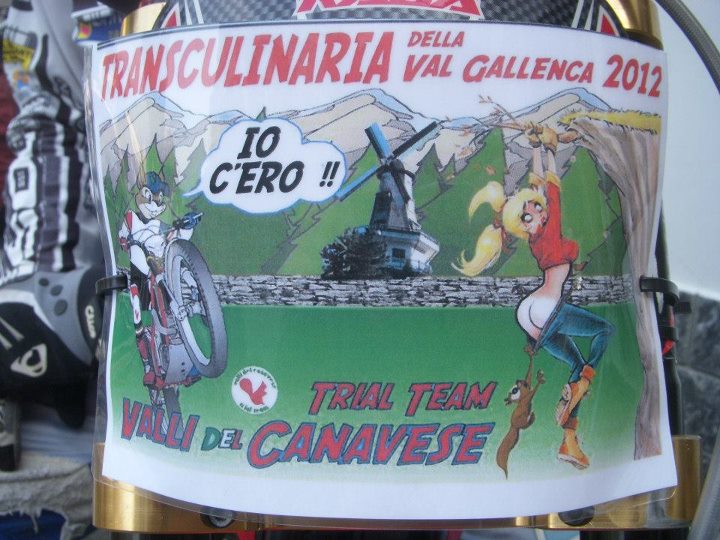 TRANSCULINARIA DELLA VAL GALLENCA 2012
IO
C'ERO !!
TRIAL TEAM
VALLI DEL CANAVESE